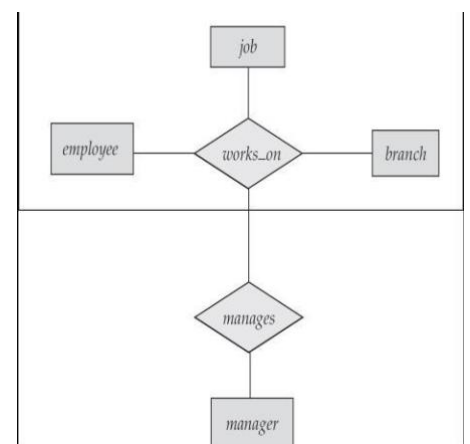 job
employee
works_on
branch
manages
manager